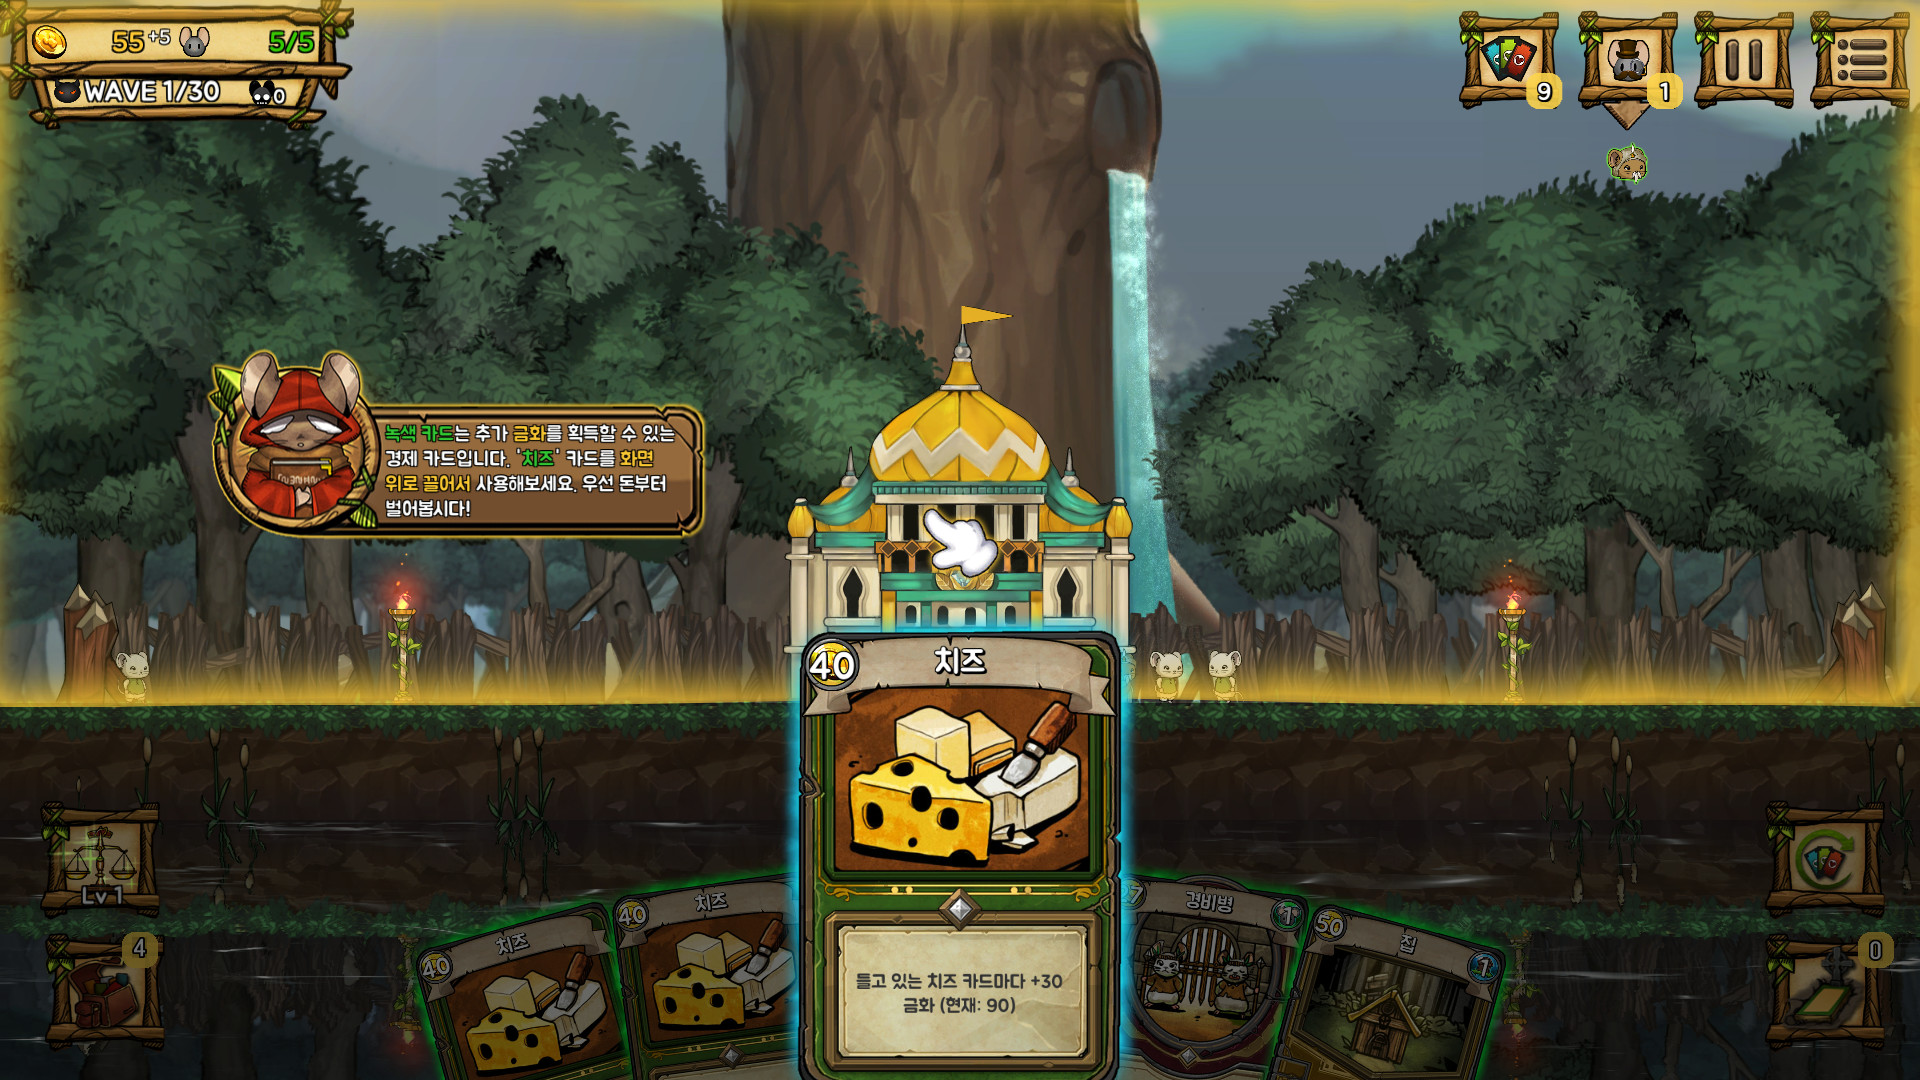 55 +5 5/5
WAVE 1/30 0
9
1
녹색 카드는 추가 금화를 획득할 수 있는
경제 카드입니다. '치즈' 카드를 화면
위로 끌어서 사용해보세요. 우선 돈부터
벌어봅시다!
40 치즈
들고 있는 치즈 카드마다 +30
금화 (현재: 90)
Lv 1
4
40 치즈
40 치즈
경비병 1
50 집 1
0